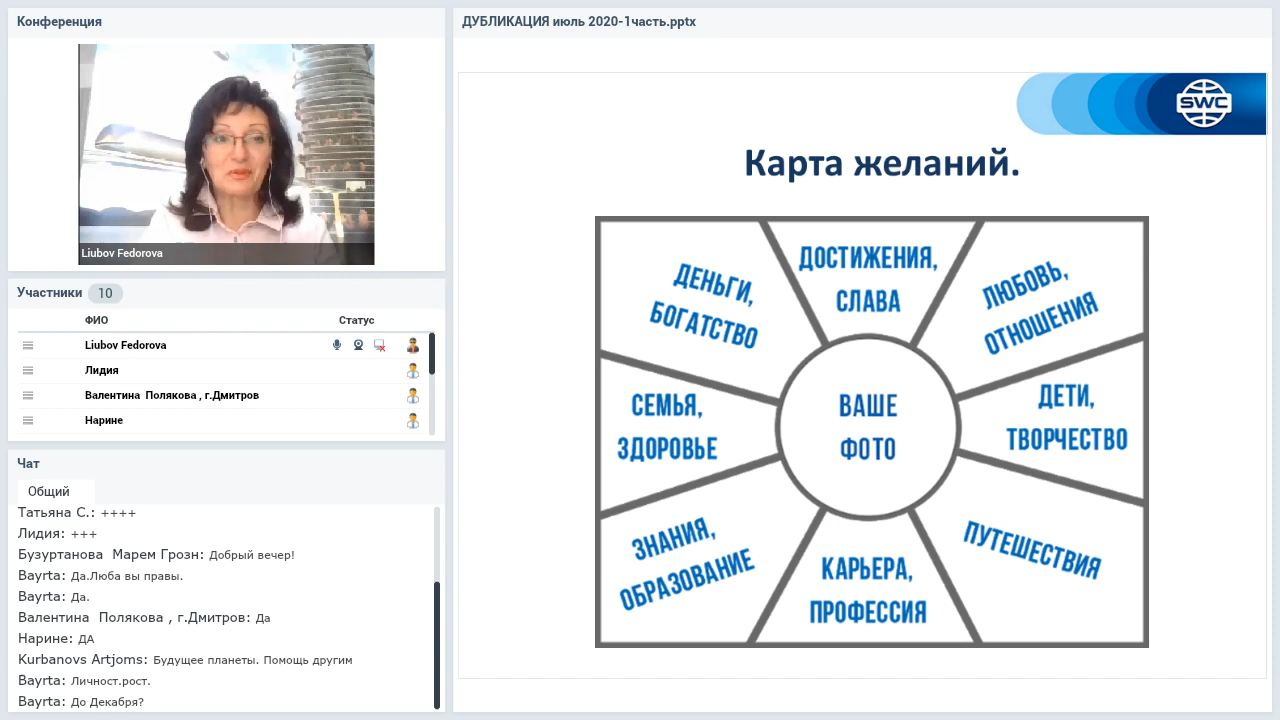 Конференция
Liubov Fedorova
Участники 10
ФИО Статус
Liubov Fedorova
Лидия
Валентина Полякова , г.Дмитров
Нарине
Чат
Общий
Татьяна С.: ++++
Лидия: +++
Бузуртанова Марем Грозн: Добрый вечер!
Bayrta: Да.Люба вы правы.
Bayrta: Да.
Валентина Полякова , г.Дмитров: Да
Нарине: ДА
Kurbanovs Artjoms: Будущее планеты. Помощь другим
Bayrta: Личност.рост.
Bayrta: До Декабря?
ДУБЛИКАЦИЯ июль 2020-1часть.pptx
SWC
Карта желаний.
ДЕНЬГИ,
БОГАТСТВО
ДОСТИЖЕНИЯ,
СЛАВА
ЛЮБОВЬ,
ОТНОШЕНИЯ
СЕМЬЯ,
ЗДОРОВЬЕ
ВАШЕ
ФОТО
ДЕТИ,
ТВОРЧЕСТВО
ЗНАНИЯ,
ОБРАЗОВАНИЕ
КАРЬЕРА,
ПРОФЕССИЯ
ПУТЕШЕСТВИЯ